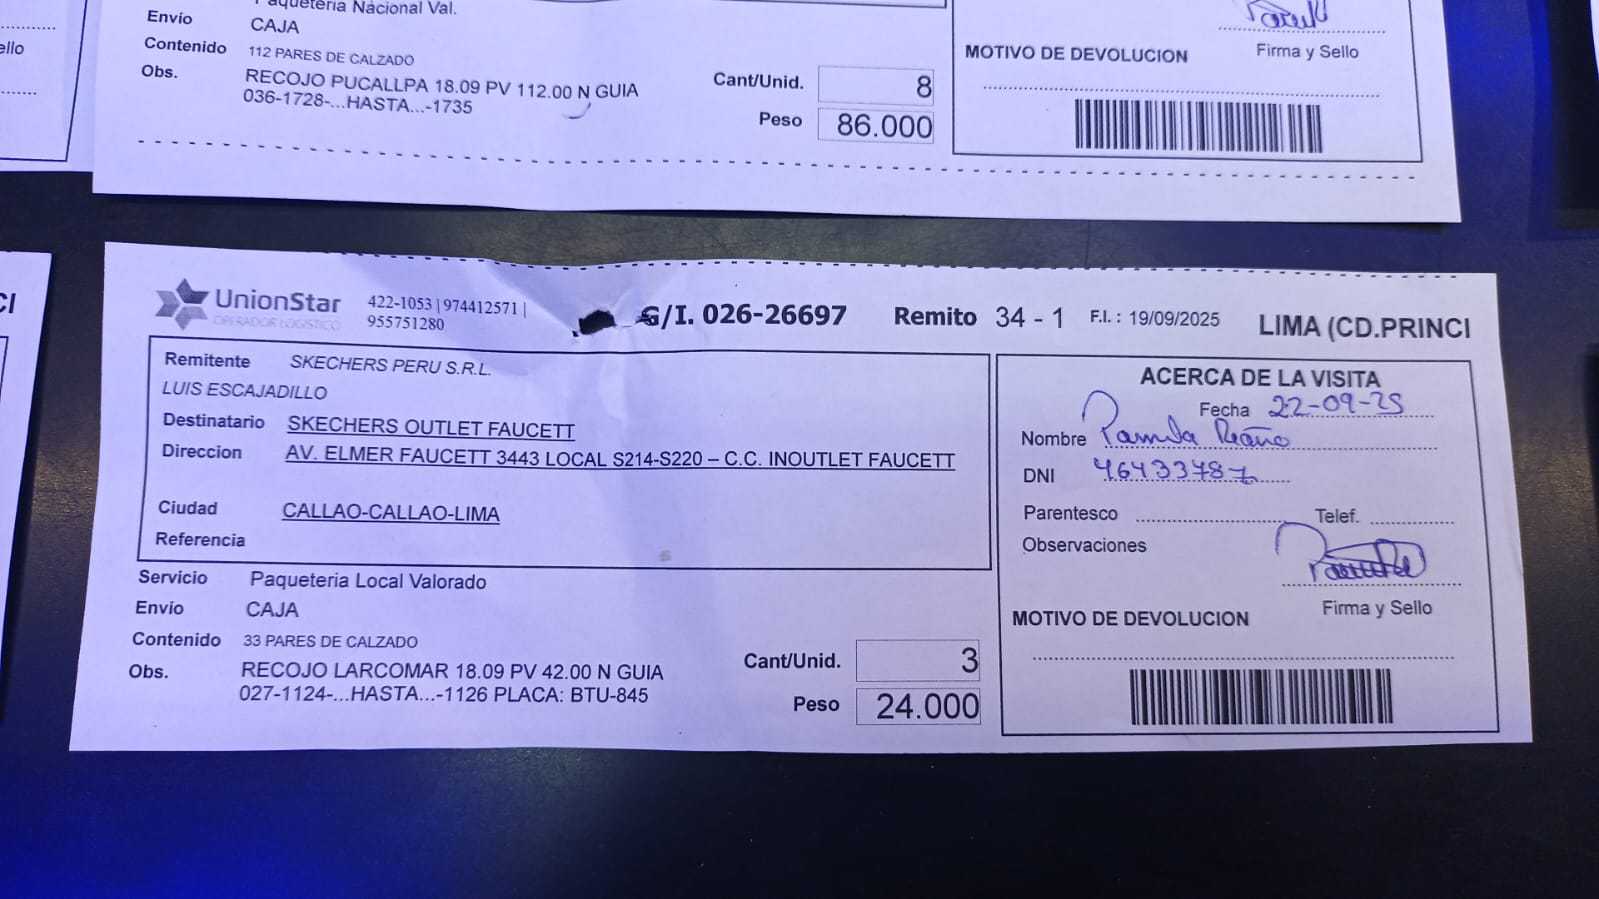 Paqueteria Nacional Val.
Envio CAJA
Contenido 112 PARES DE CALZADO
Obs. RECOJO PUCALLPA 18.09 PV 112.00 N GUIA
036-1728-...HASTA...-1735
Cant/Unid. 8
Peso 86.000
MOTIVO DE DEVOLUCION
Firma y Sello
UnionStar
OPERADOR LOGISTICO
422-1053 | 974412571 |
955751280
G/I. 026-26697 Remito 34 - 1 F.I. : 19/09/2025 LIMA (CD.PRINCI
Remitente SKECHERS PERU S.R.L.
LUIS ESCAJADILLO
Destinatario SKECHERS OUTLET FAUCETT
Direccion AV. ELMER FAUCETT 3443 LOCAL S214-S220 – C.C. INOUTLET FAUCETT
Ciudad CALLAO-CALLAO-LIMA
Referencia
Servicio Paqueteria Local Valorado
Envio CAJA
Contenido 33 PARES DE CALZADO
Obs. RECOJO LARCOMAR 18.09 PV 42.00 N GUIA
027-1124-...HASTA...-1126 PLACA: BTU-845
Cant/Unid. 3
Peso 24.000
ACERCA DE LA VISITA
Fecha 22-09-25
Nombre Pamela Reaño
DNI 46433787
Parentesco Telef.
Observaciones
Firma y Sello
MOTIVO DE DEVOLUCION